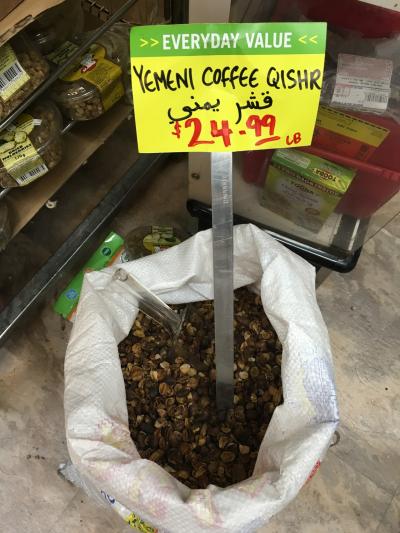 >> EVERYDAY VALUE <<
YEMENI COFFEE QISHR
قشر يمني
$24.99 LB